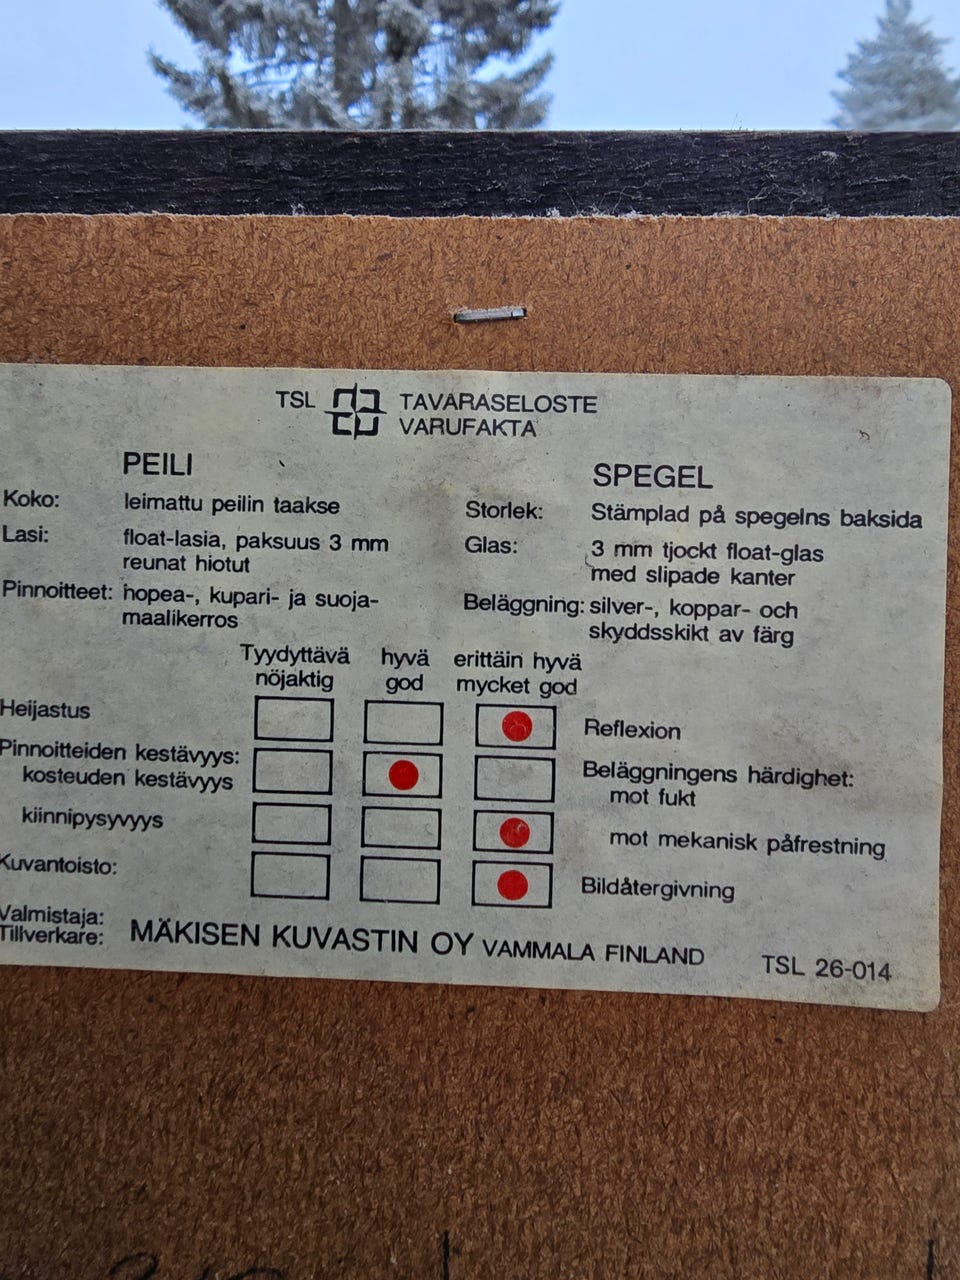 TSL TAVARASELOSTE
VARUFAKTA
PEILI
Koko: leimattu peilin taakse
Lasi: float-lasia, paksuus 3 mm
reunat hiotut
Pinnoitteet: hopea-, kupari- ja suoja-
maalikerros
SPEGEL
Storlek: Stämplad på spegelns baksida
Glas: 3 mm tjockt float-glas
med slipade kanter
Beläggning: silver-, koppar- och
skyddsskikt av färg
Tyydyttävä hyvä erittäin hyvä
nöjaktig god mycket god
Heijastus Reflexion
Pinnoitteiden kestävyys: Beläggningens härdighet:
kosteuden kestävyys mot fukt
kiinnipysyvyys mot mekanisk påfrestning
Kuvantoisto: Bildåtergivning
Valmistaja:
Tillverkare: MÄKISEN KUVASTIN OY VAMMALA FINLAND
TSL 26-014